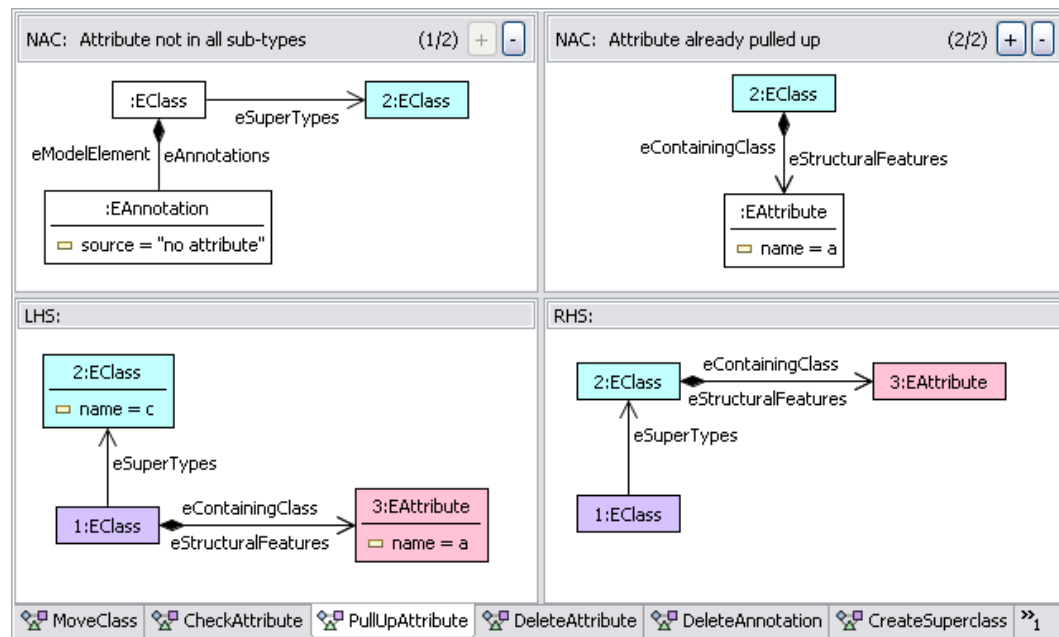 NAC: Attribute not in all sub-types (1/2) + -
:EClass
2:EClass
eSuperTypes
eModelElement eAnnotations
:EAnnotation
source = "no attribute"
NAC: Attribute already pulled up (2/2) + -
2:EClass
eContainingClass
eStructuralFeatures
:EAttribute
name = a
LHS:
2:EClass
name = c
eSuperTypes
1:EClass
eContainingClass
eStructuralFeatures
3:EAttribute
name = a
RHS:
2:EClass
eContainingClass
eStructuralFeatures
3:EAttribute
eSuperTypes
1:EClass
MoveClass CheckAttribute PullUpAttribute DeleteAttribute DeleteAnnotation CreateSuperclass »1